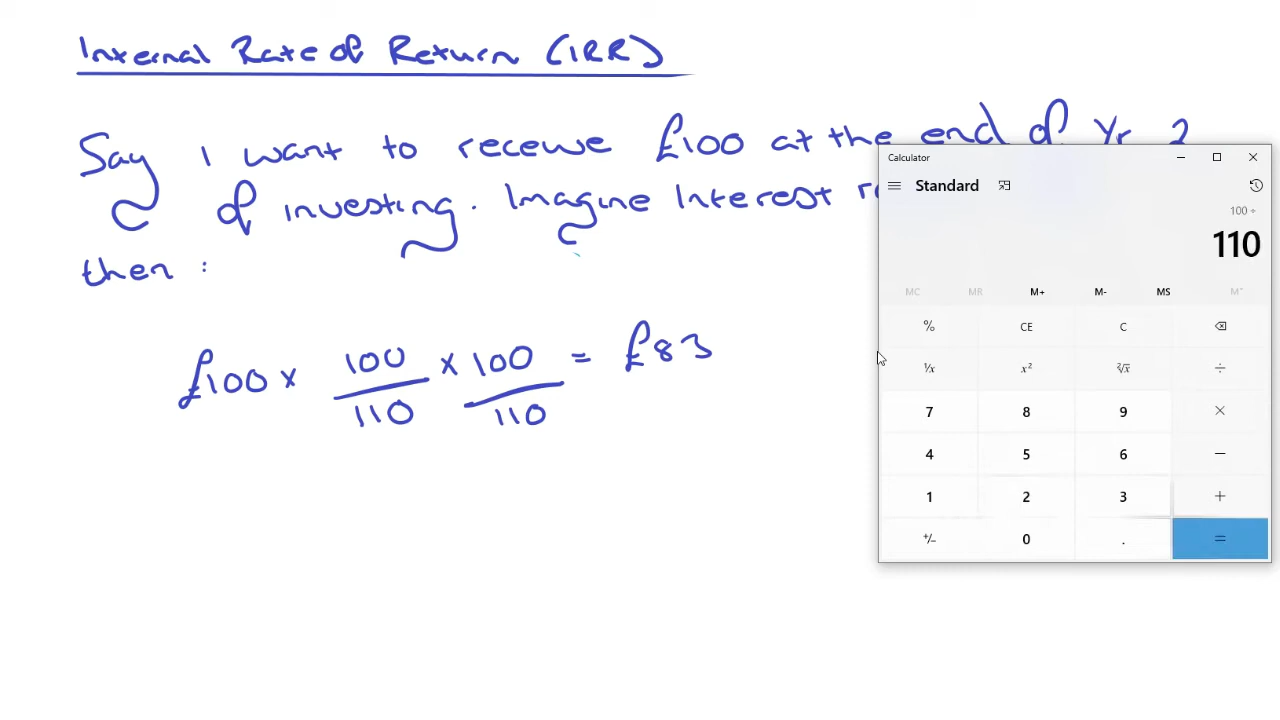 Internal Rate of Return (IRR)
Say I want to receive £100 at the end of Yr 2
of investing. Imagine Interest
then :
£100 × 100/110 × 100/110 = £83
Calculator
Standard
100 ÷
110
MC MR M+ M- MS M˅
% CE C
¹/x x² ²√x ÷
7 8 9 ×
4 5 6 −
1 2 3 +
+/− 0 . =